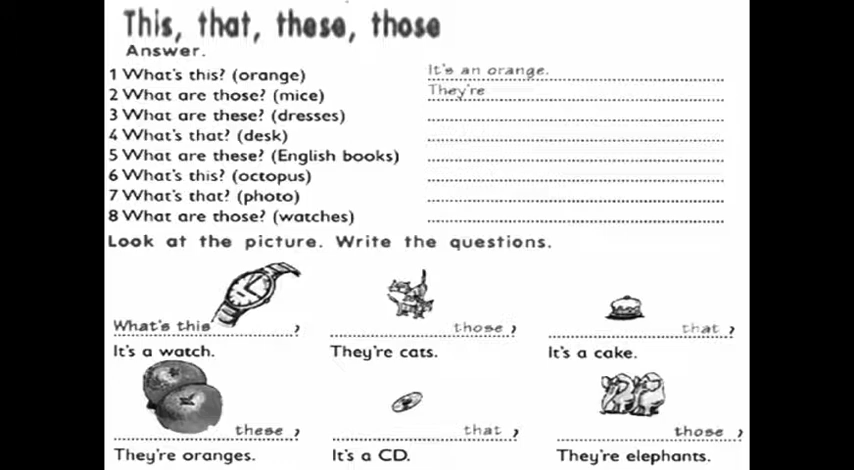 This, that, these, those
Answer.
1 What's this? (orange) It's an orange.
2 What are those? (mice) They're
3 What are these? (dresses)
4 What's that? (desk)
5 What are these? (English books)
6 What's this? (octopus)
7 What's that? (photo)
8 What are those? (watches)
Look at the picture. Write the questions.
What's this ? those ? that ?
It's a watch. They're cats. It's a cake.
these ? that ? those ?
They're oranges. It's a CD. They're elephants.